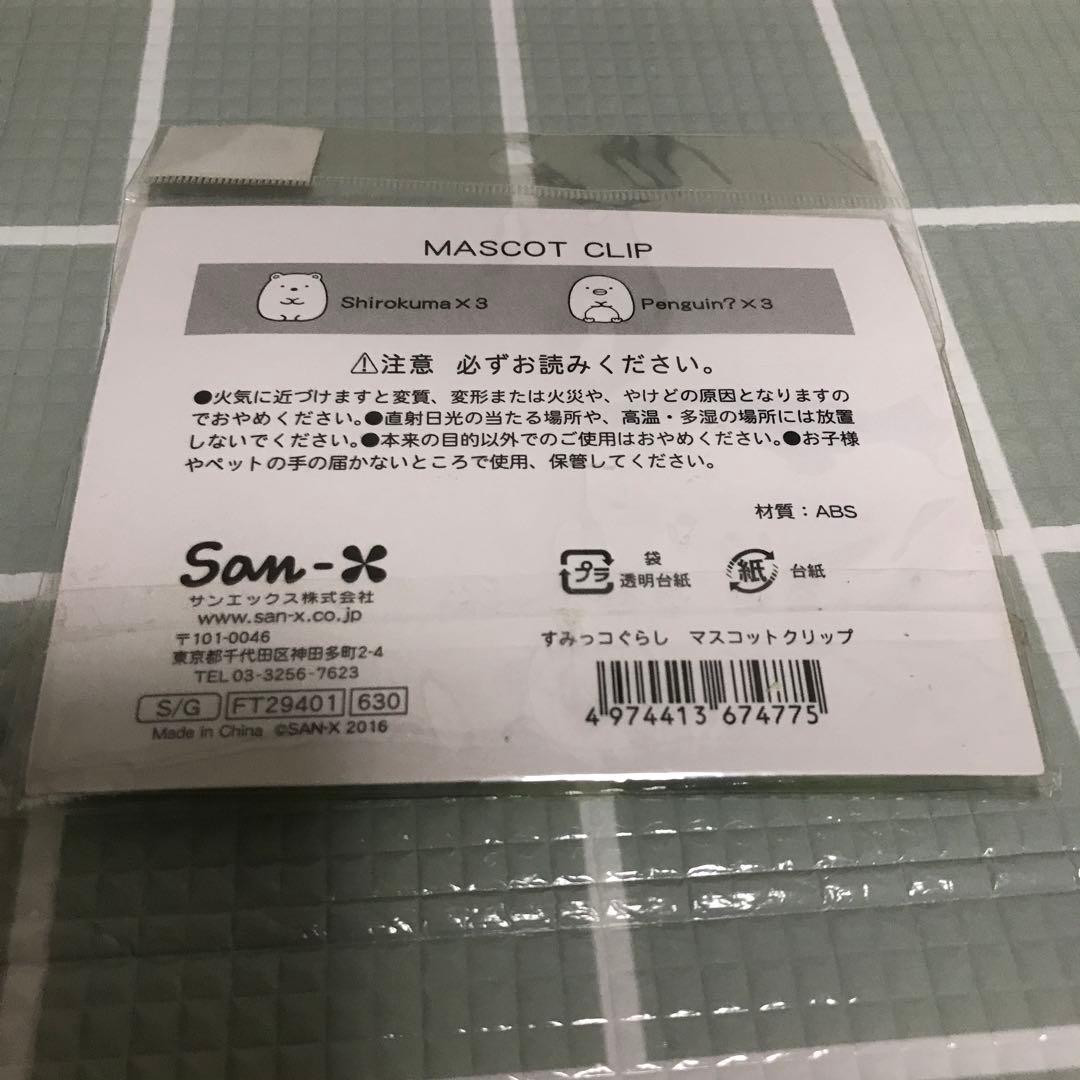 MASCOT CLIP
Shirokuma×3 Penguin?×3
⚠注意 必ずお読みください。
●火気に近づけますと変質、変形または火災や、やけどの原因となりますの
でおやめください。●直射日光の当たる場所や、高温・多湿の場所には放置
しないでください。●本来の目的以外でのご使用はおやめください。●お子様
やペットの手の届かないところで使用、保管してください。
材質：ABS
San-X
サンエックス株式会社
www.san-x.co.jp
〒101-0046
東京都千代田区神田多町2-4
TEL 03-3256-7623
S/G FT29401 630
Made in China ©SAN-X 2016
プラ 袋
透明台紙
紙 台紙
すみっコぐらし マスコットクリップ
4 974413 674775